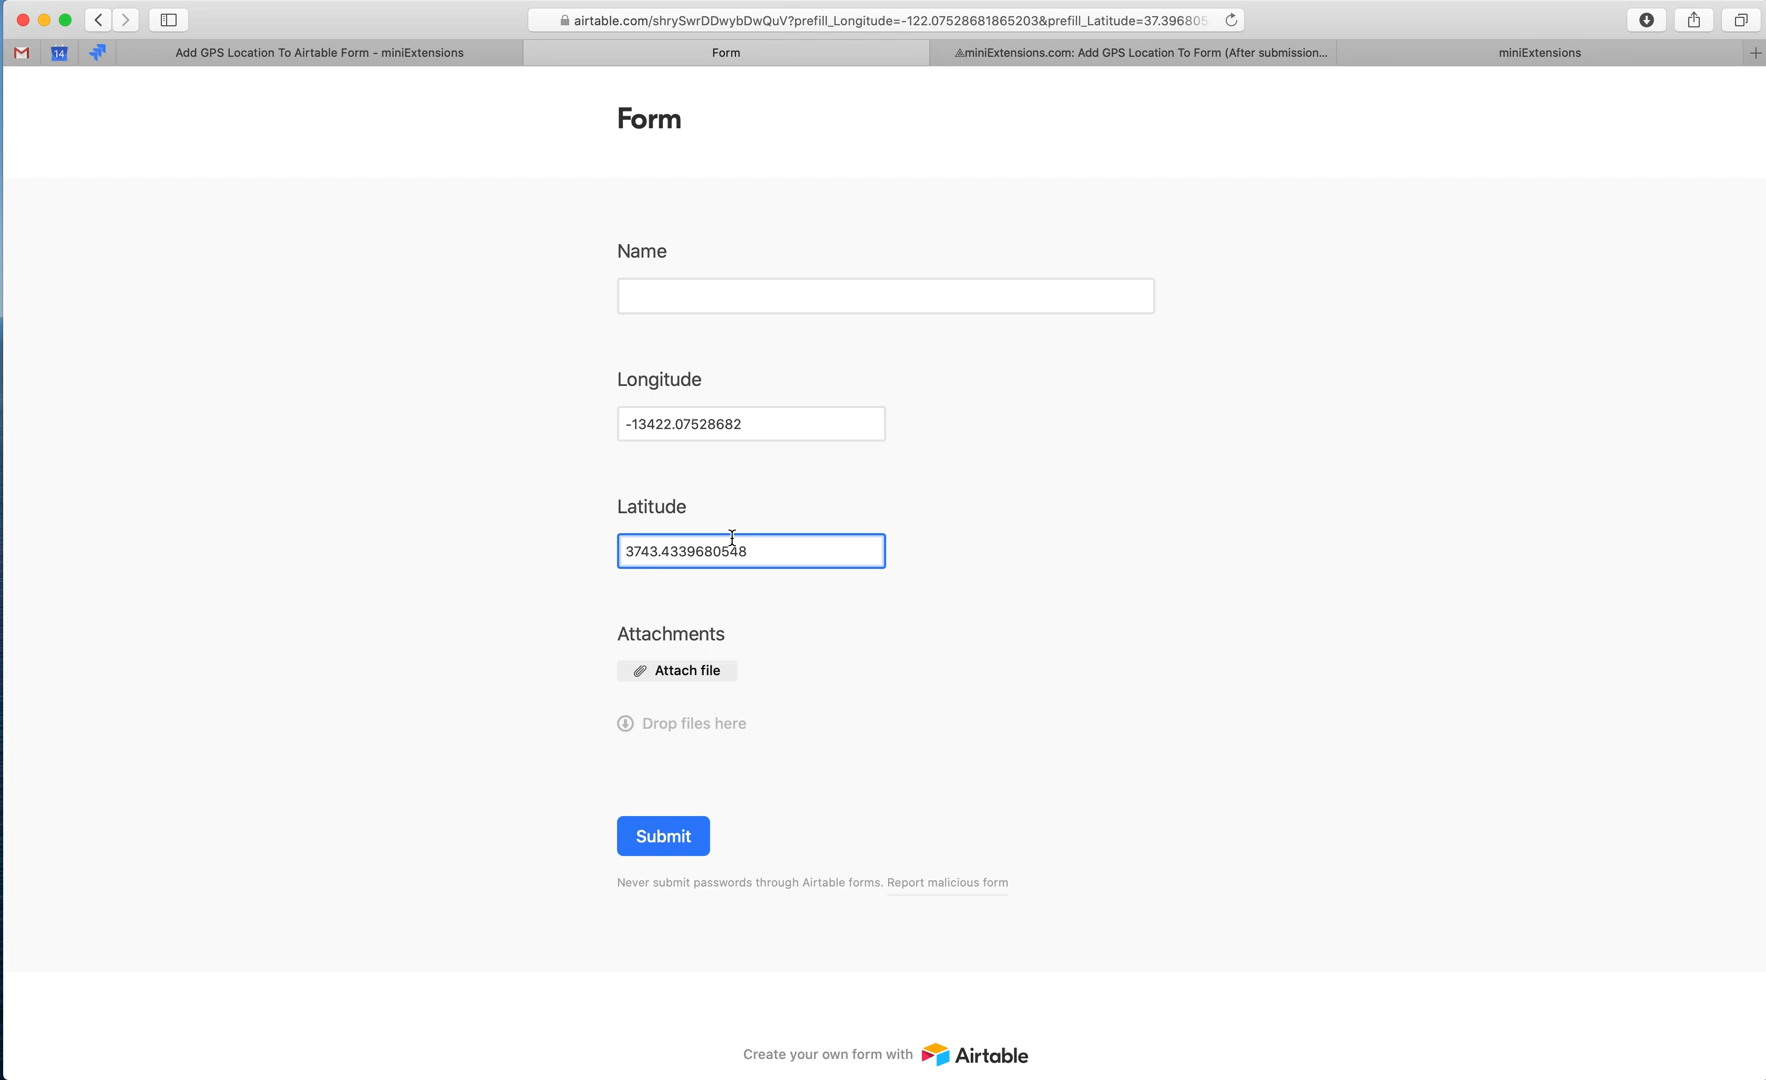 airtable.com/shrySwrDDwybDwQuV?prefill_Longitude=-122.07528681865203&prefill_Latitude=37.39680
14
Add GPS Location To Airtable Form - miniExtensions
Form
miniExtensions.com: Add GPS Location To Form (After submission...
miniExtensions
Form
Name
Longitude
-13422.07528682
Latitude
3743.4339680548
Attachments
Attach file
Drop files here
Submit
Never submit passwords through Airtable forms. Report malicious form
Create your own form with Airtable